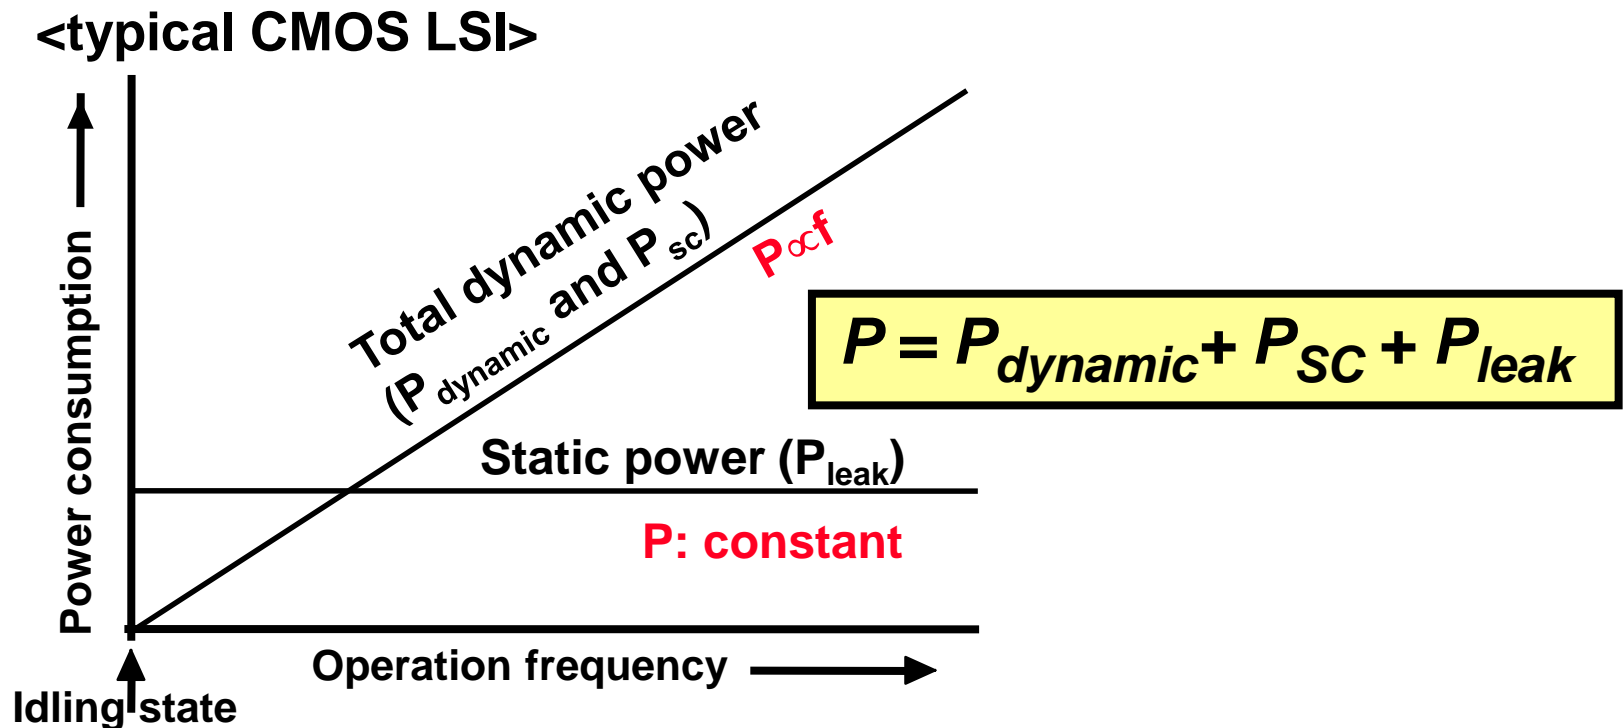 <typical CMOS LSI>
Power consumption
Total dynamic power
(P dynamic and P sc)
P∝f
P = Pdynamic + PSC + Pleak
Static power (Pleak)
P: constant
Operation frequency
Idling state